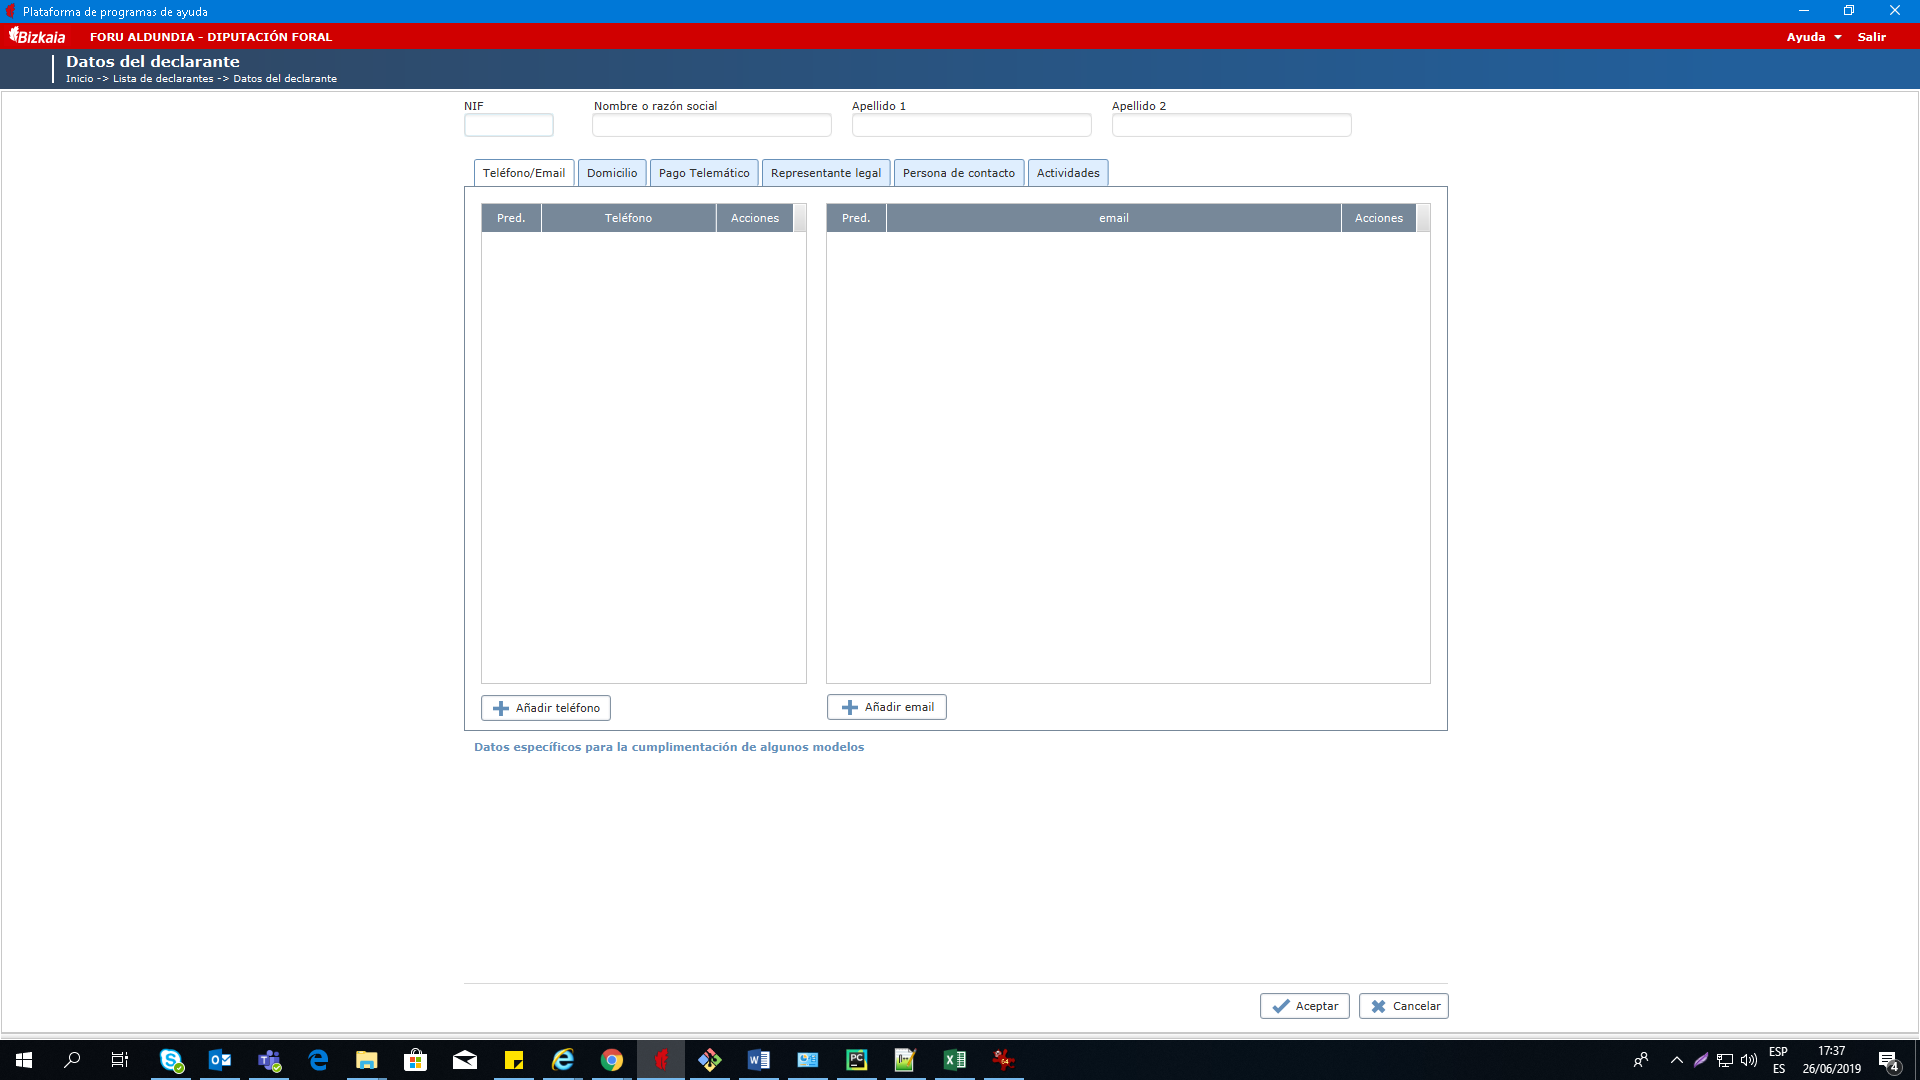 Plataforma de programas de ayuda
Bizkaia FORU ALDUNDIA - DIPUTACIÓN FORAL Ayuda Salir
Datos del declarante
Inicio -> Lista de declarantes -> Datos del declarante
NIF Nombre o razón social Apellido 1 Apellido 2
Teléfono/Email Domicilio Pago Telemático Representante legal Persona de contacto Actividades
Pred. Teléfono Acciones Pred. email Acciones
Añadir teléfono Añadir email
Datos específicos para la cumplimentación de algunos modelos
Aceptar Cancelar
ESP 17:37
ES 26/06/2019 4